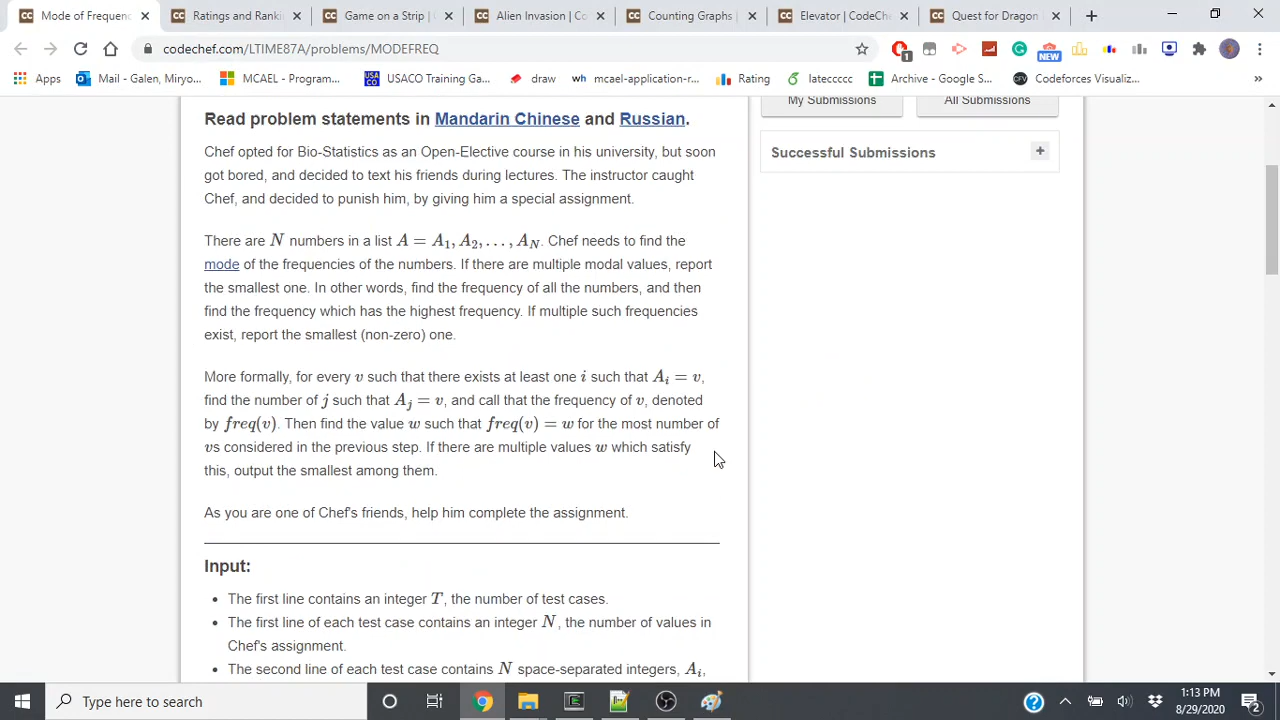 Mode of Frequenc
Ratings and Ranki
Game on a Strip | L
Alien Invasion | Co
Counting Graphs |
Elevator | CodeChe
Quest for Dragon
codechef.com/LTIME87A/problems/MODEFREQ
1
NEW
Apps
Mail - Galen, Miryo...
MCAEL - Program...
USACO Training Ga...
draw
wh mcael-application-r...
Rating
lateccccc
Archive - Google S...
Codeforces Visualiz...
»
My Submissions
All Submissions
Read problem statements in Mandarin Chinese and Russian.
Successful Submissions
+
Chef opted for Bio-Statistics as an Open-Elective course in his university, but soon
got bored, and decided to text his friends during lectures. The instructor caught
Chef, and decided to punish him, by giving him a special assignment.
There are N numbers in a list A = A₁, A₂, . . . , A_N. Chef needs to find the
mode of the frequencies of the numbers. If there are multiple modal values, report
the smallest one. In other words, find the frequency of all the numbers, and then
find the frequency which has the highest frequency. If multiple such frequencies
exist, report the smallest (non-zero) one.
More formally, for every v such that there exists at least one i such that A_i = v,
find the number of j such that A_j = v, and call that the frequency of v, denoted
by freq(v). Then find the value w such that freq(v) = w for the most number of
vs considered in the previous step. If there are multiple values w which satisfy
this, output the smallest among them.
As you are one of Chef's friends, help him complete the assignment.
Input:
• The first line contains an integer T, the number of test cases.
• The first line of each test case contains an integer N, the number of values in
Chef's assignment.
• The second line of each test case contains N space-separated integers, A_i,
Type here to search
1:13 PM
8/29/2020
2